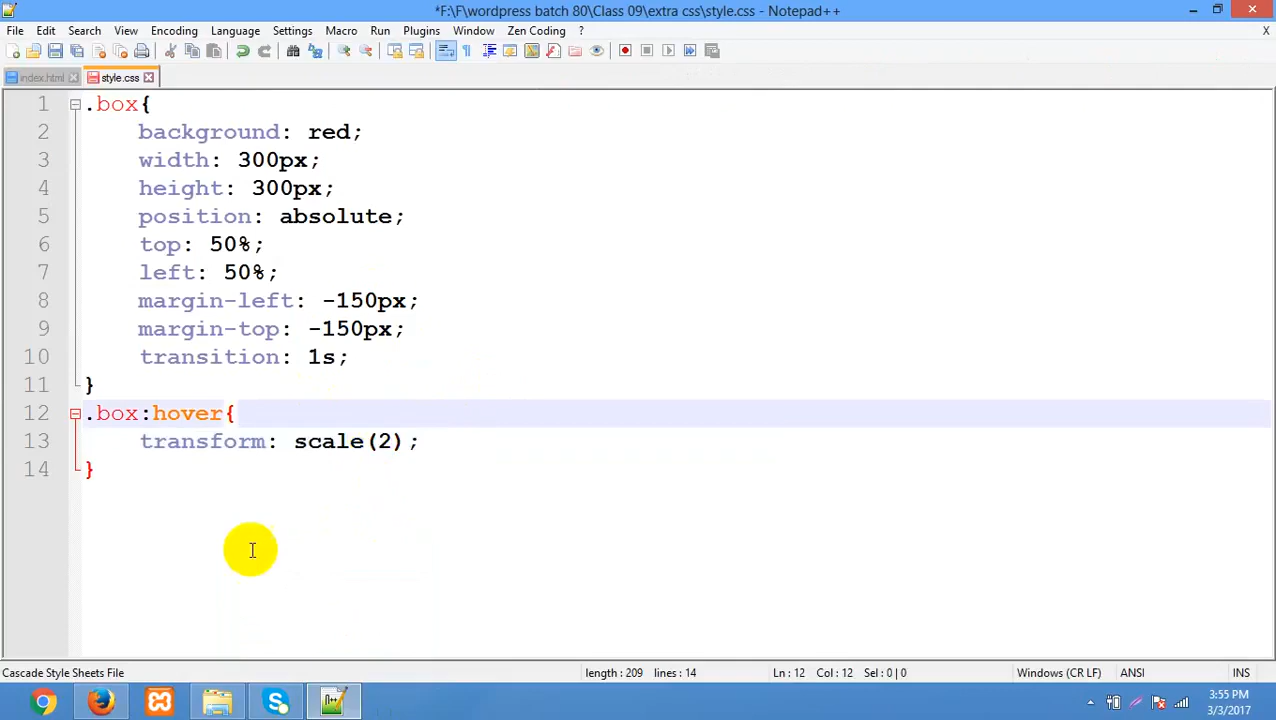 *F:\F\wordpress batch 80\Class 09\extra css\style.css - Notepad++
File Edit Search View Encoding Language Settings Macro Run Plugins Window Zen Coding ? X
index.html style.css
1 .box{
2 background: red;
3 width: 300px;
4 height: 300px;
5 position: absolute;
6 top: 50%;
7 left: 50%;
8 margin-left: -150px;
9 margin-top: -150px;
10 transition: 1s;
11 }
12 .box:hover{
13 transform: scale(2);
14 }
Cascade Style Sheets File length : 209 lines : 14 Ln : 12 Col : 12 Sel : 0 | 0 Windows (CR LF) ANSI INS
3:55 PM
3/3/2017